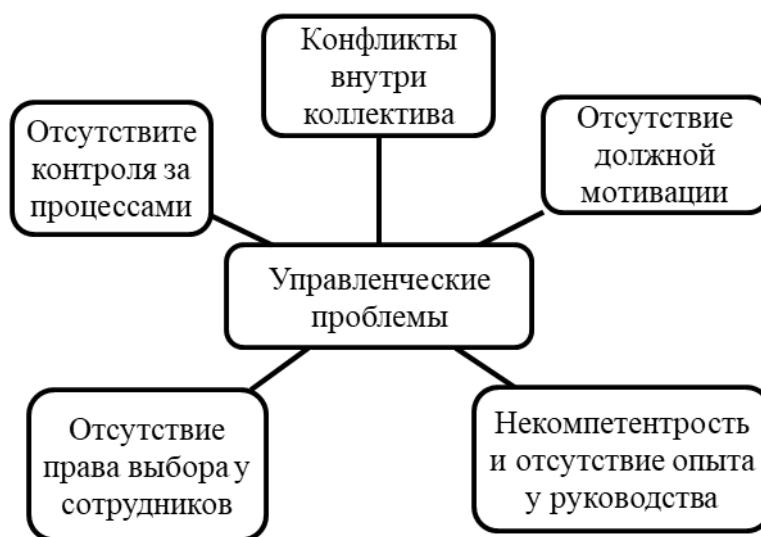 Конфликты
внутри
коллектива
Отсутствите
контроля за
процессами
Отсутствие
должной
мотивации
Управленческие
проблемы
Отсутствие
права выбора у
сотрудников
Некомпетентрость
и отсутствие опыта
у руководства